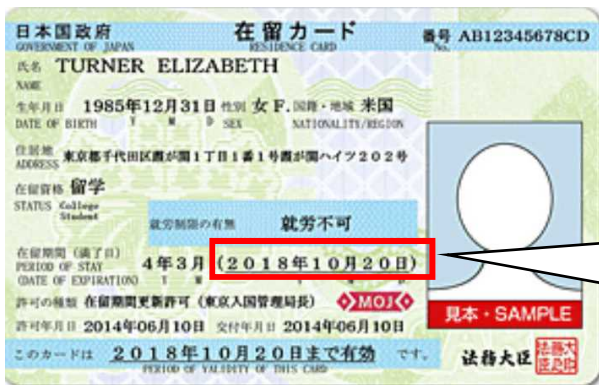 日本国政府 在留カード 番号 AB12345678CD
GOVERNMENT OF JAPAN RESIDENCE CARD No.
氏名 TURNER ELIZABETH
NAME
生年月日 1985年12月31日 性別 女 F. 国籍・地域 米国
DATE OF BIRTH Y M D SEX NATIONALITY/REGION
住居地 東京都千代田区霞が関1丁目1番1号霞が関ハイツ202号
ADDRESS
在留資格 留学
STATUS College
Student
就労制限の有無 就労不可
在留期間(満了日) 4年3月 (2018年10月20日)
PERIOD OF STAY
(DATE OF EXPIRATION) Y M
許可の種類 在留期間更新許可(東京入国管理局長) MOJ
見本・SAMPLE
許可年月日 2014年06月10日 交付年月日 2014年06月10日
このカードは 2018年10月20日まで有効 です。 法務大臣
PERIOD OF VALIDITY OF THIS CARD